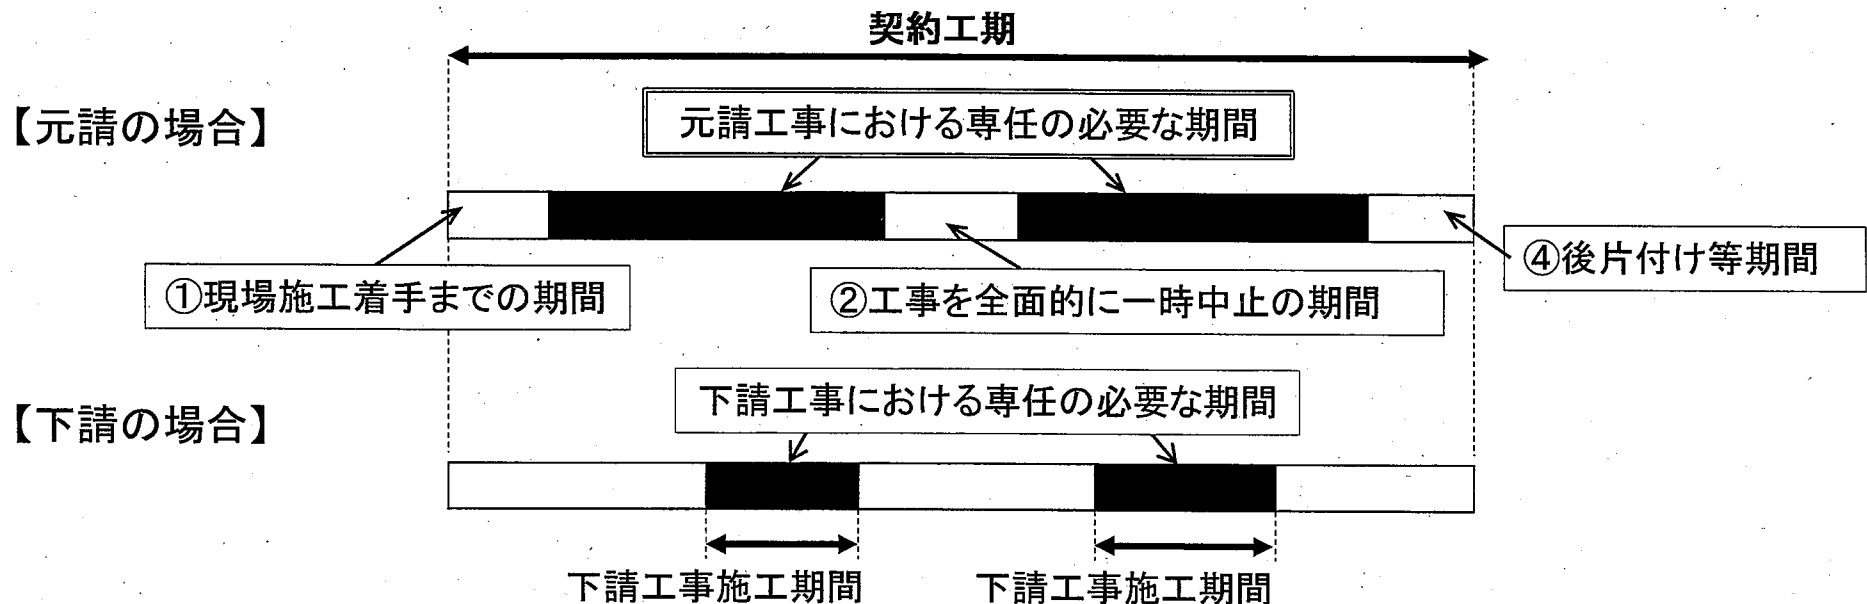 契約工期
【元請の場合】
元請工事における専任の必要な期間
①現場施工着手までの期間
②工事を全面的に一時中止の期間
④後片付け等期間
【下請の場合】
下請工事における専任の必要な期間
下請工事施工期間
下請工事施工期間